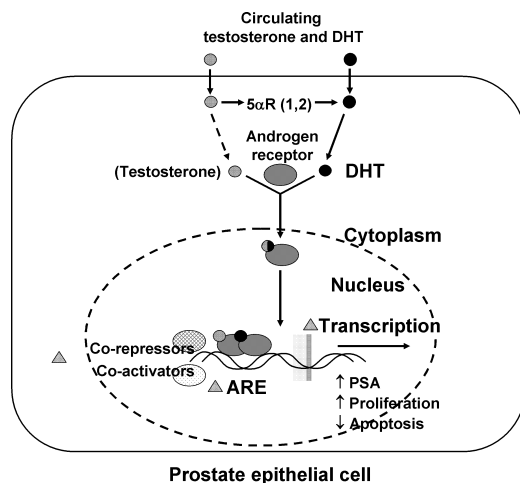 Circulating
testosterone and DHT
5αR (1,2)
Androgen
receptor
(Testosterone)
DHT
Cytoplasm
Nucleus
Transcription
Co-repressors
Co-activators
ARE
↑ PSA
↑ Proliferation
↓ Apoptosis
Prostate epithelial cell